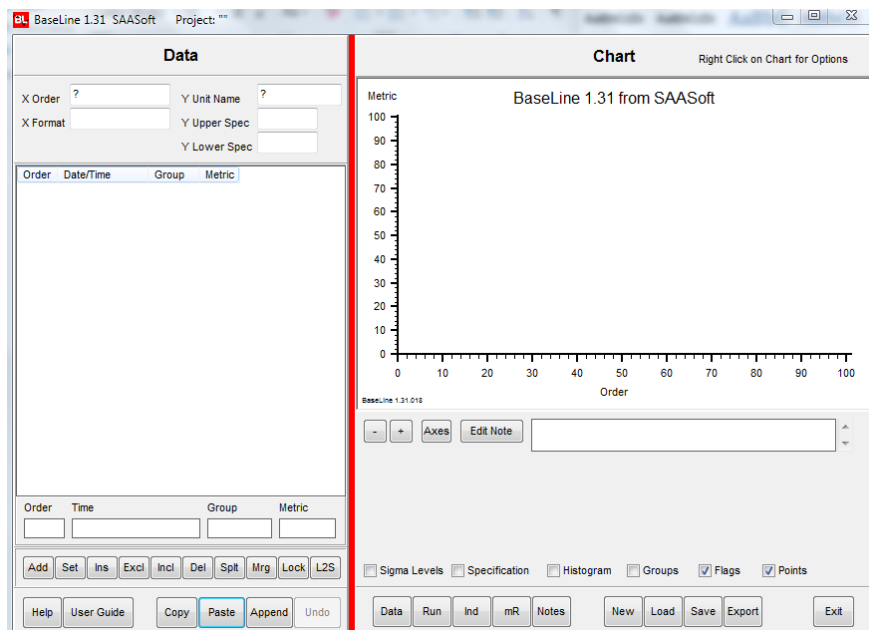 BL BaseLine 1.31 SAASoft Project: ""
Data
X Order ? Y Unit Name ?
X Format Y Upper Spec
Y Lower Spec
Order Date/Time Group Metric
Order Time Group Metric
Add Set Ins Excl Incl Del Splt Mrg Lock L2S
Help User Guide Copy Paste Append Undo
Chart Right Click on Chart for Options
Metric BaseLine 1.31 from SAASoft
100
90
80
70
60
50
40
30
20
10
0
0 10 20 30 40 50 60 70 80 90 100
Order
BaseLine 1.31.018
- + Axes Edit Note
Sigma Levels Specification Histogram Groups Flags Points
Data Run Ind mR Notes New Load Save Export Exit